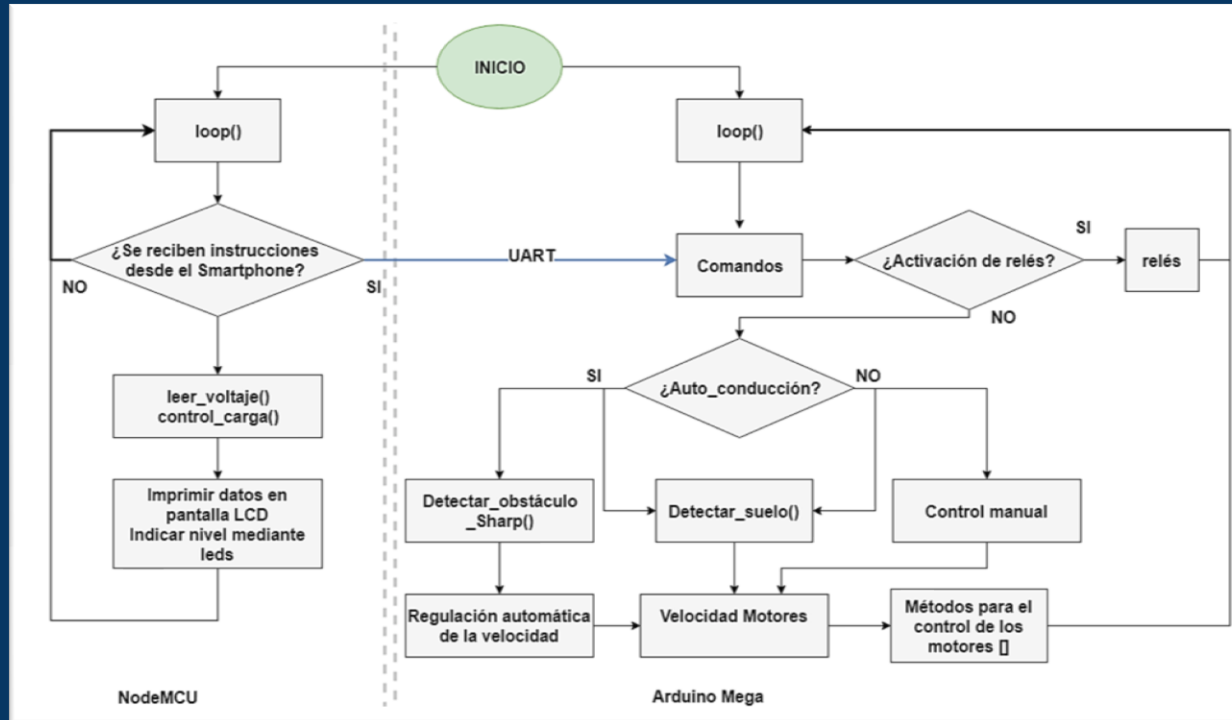 INICIO
loop()
loop()
¿Se reciben instrucciones
desde el Smartphone?
NO
SI
UART
Comandos
¿Activación de relés?
SI
relés
NO
leer_voltaje()
control_carga()
SI
¿Auto_conducción?
NO
Imprimir datos en
pantalla LCD
Indicar nivel mediante
leds
Detectar_obstáculo
_Sharp()
Detectar_suelo()
Control manual
Regulación automática
de la velocidad
Velocidad Motores
Métodos para el
control de los
motores []
NodeMCU
Arduino Mega